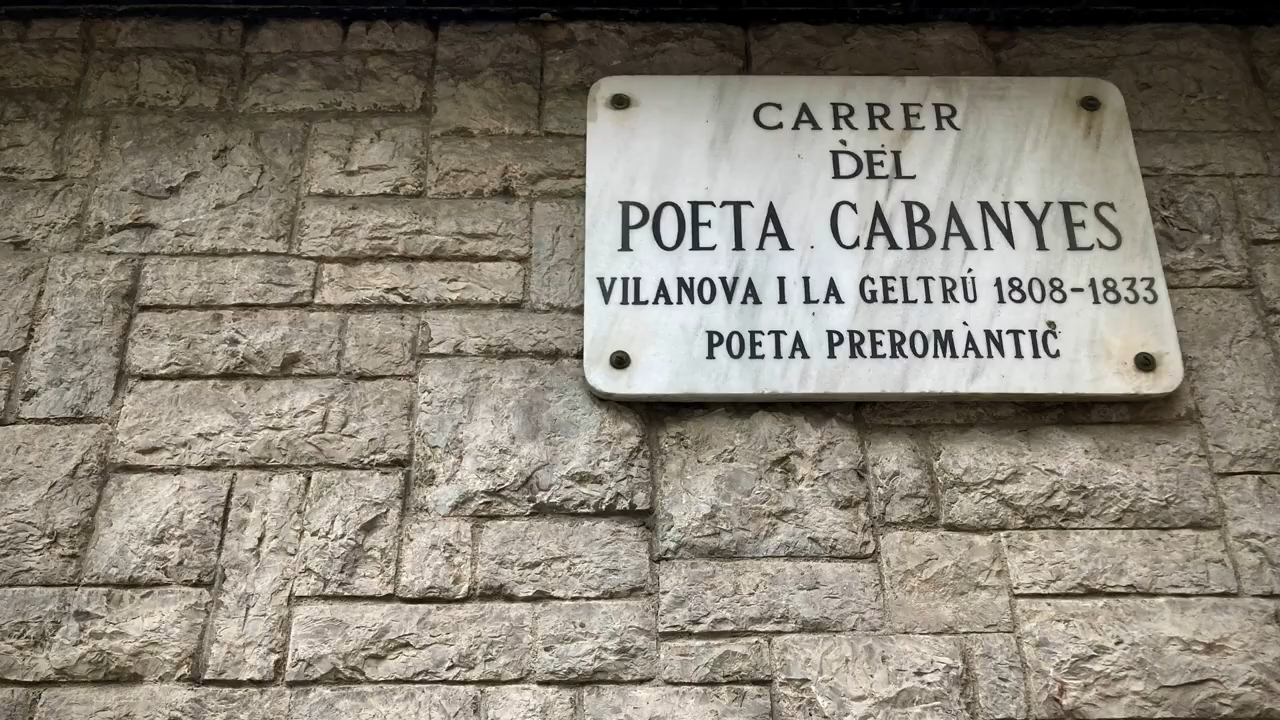 CARRER
DEL
POETA CABANYES
VILANOVA I LA GELTRÚ 1808-1833
POETA PREROMÀNTIC